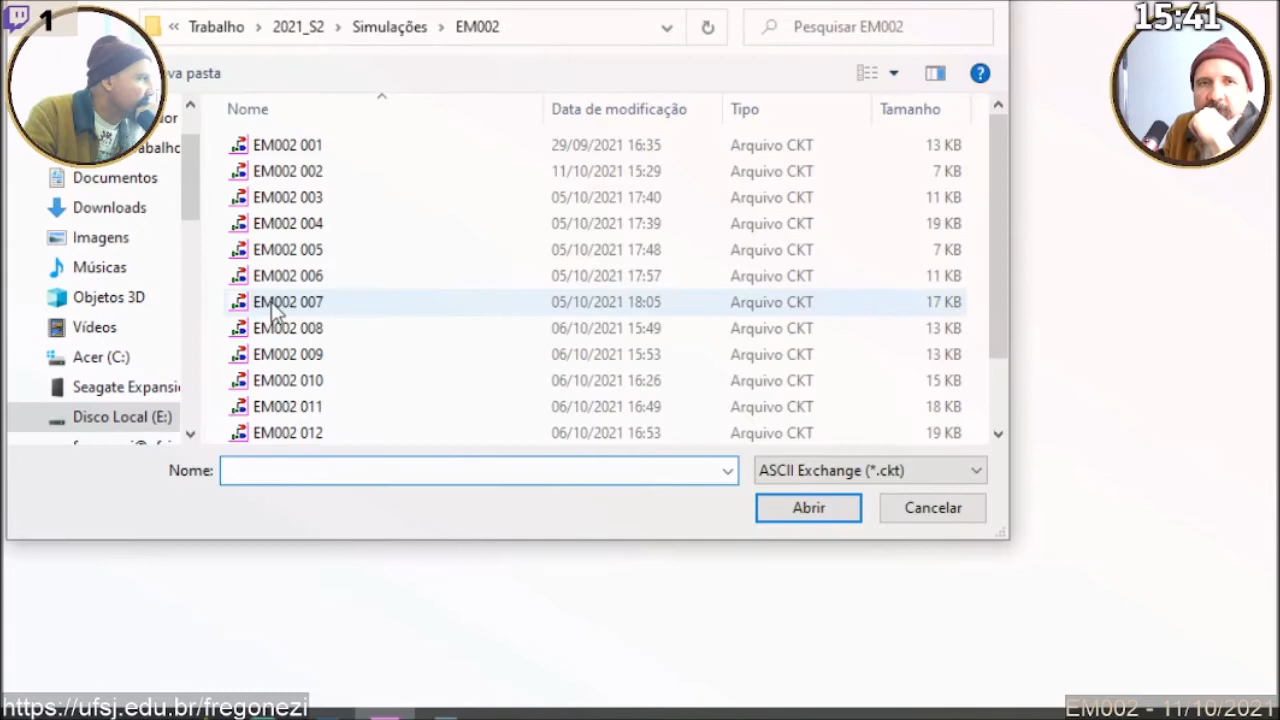 1
15:41
« Trabalho > 2021_S2 > Simulações > EM002
Pesquisar EM002
va pasta
Nome Data de modificação Tipo Tamanho
EM002 001 29/09/2021 16:35 Arquivo CKT 13 KB
EM002 002 11/10/2021 15:29 Arquivo CKT 7 KB
EM002 003 05/10/2021 17:40 Arquivo CKT 11 KB
EM002 004 05/10/2021 17:39 Arquivo CKT 19 KB
EM002 005 05/10/2021 17:48 Arquivo CKT 7 KB
EM002 006 05/10/2021 17:57 Arquivo CKT 11 KB
EM002 007 05/10/2021 18:05 Arquivo CKT 17 KB
EM002 008 06/10/2021 15:49 Arquivo CKT 13 KB
EM002 009 06/10/2021 15:53 Arquivo CKT 13 KB
EM002 010 06/10/2021 16:26 Arquivo CKT 15 KB
EM002 011 06/10/2021 16:49 Arquivo CKT 18 KB
EM002 012 06/10/2021 16:53 Arquivo CKT 19 KB
dor
abalho
Documentos
Downloads
Imagens
Músicas
Objetos 3D
Vídeos
Acer (C:)
Seagate Expansi
Disco Local (E:)
Nome:
ASCII Exchange (*.ckt)
Abrir
Cancelar
https://ufsj.edu.br/fregonezi
EM002 - 11/10/2021